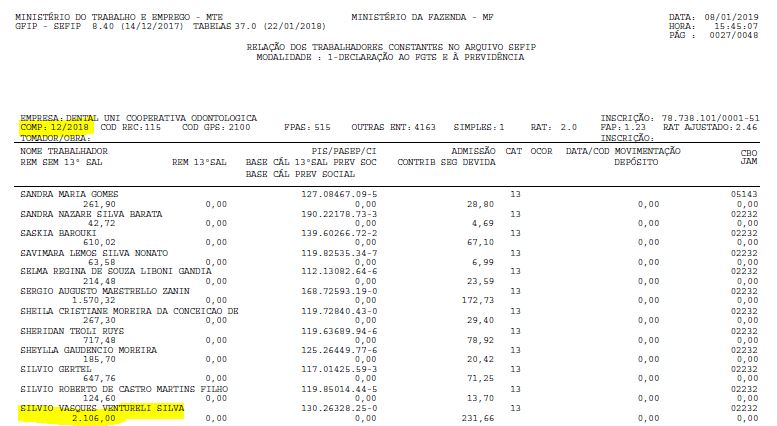 MINISTÉRIO DO TRABALHO E EMPREGO - MTE MINISTÉRIO DA FAZENDA - MF DATA: 08/01/2019
GFIP - SEFIP 8.40 (14/12/2017) TABELAS 37.0 (22/01/2018) HORA: 15:45:07
PÁG : 0027/0048
RELAÇÃO DOS TRABALHADORES CONSTANTES NO ARQUIVO SEFIP
MODALIDADE : 1-DECLARAÇÃO AO FGTS E À PREVIDÊNCIA
EMPRESA: DENTAL UNI COOPERATIVA ODONTOLOGICA INSCRIÇÃO: 78.738.101/0001-51
COMP: 12/2018 COD REC: 115 COD GPS: 2100 FPAS: 515 OUTRAS ENT: 4163 SIMPLES: 1 RAT: 2.0 FAP: 1.23 RAT AJUSTADO: 2.46
TOMADOR/OBRA: INSCRIÇÃO:
NOME TRABALHADOR PIS/PASEP/CI ADMISSÃO CAT OCOR DATA/COD MOVIMENTAÇÃO CBO
REM SEM 13° SAL REM 13°SAL BASE CÁL 13°SAL PREV SOC CONTRIB SEG DEVIDA DEPÓSITO JAM
BASE CÁL PREV SOCIAL
SANDRA MARIA GOMES 127.08467.09-5 13 05143
261,90 0,00 0,00 28,80 0,00 0,00
SANDRA NAZARE SILVA BARATA 190.22178.73-3 13 02232
42,72 0,00 0,00 4,69 0,00 0,00
SASKIA BAROUKI 139.60266.72-2 13 02232
610,02 0,00 0,00 67,10 0,00 0,00
SAVIMARA LEMOS SILVA NONATO 119.82535.34-7 13 02232
63,58 0,00 0,00 6,99 0,00 0,00
SELMA REGINA DE SOUZA LIBONI GANDIA 112.13082.64-6 13 02232
214,48 0,00 0,00 23,59 0,00 0,00
SERGIO AUGUSTO MAESTRELLO ZANIN 168.72593.19-0 13 02232
1.570,32 0,00 0,00 172,73 0,00 0,00
SHEILA CRISTIANE MOREIRA DA CONCEICAO DE 119.72840.43-0 13 02232
267,30 0,00 0,00 29,40 0,00 0,00
SHERIDAN TEOLI RUYS 119.63689.94-6 13 02232
717,48 0,00 0,00 78,92 0,00 0,00
SHEYLLA GAUDENCIO MOREIRA 125.26449.77-6 13 02232
185,70 0,00 0,00 20,42 0,00 0,00
SILVIO GERTEL 117.01425.59-3 13 02232
647,76 0,00 0,00 71,25 0,00 0,00
SILVIO ROBERTO DE CASTRO MARTINS FILHO 119.85014.44-5 13 02232
124,60 0,00 0,00 13,70 0,00 0,00
SILVIO VASQUES VENTURELI SILVA 130.26328.25-0 13 02232
2.106,00 0,00 0,00 231,66 0,00 0,00